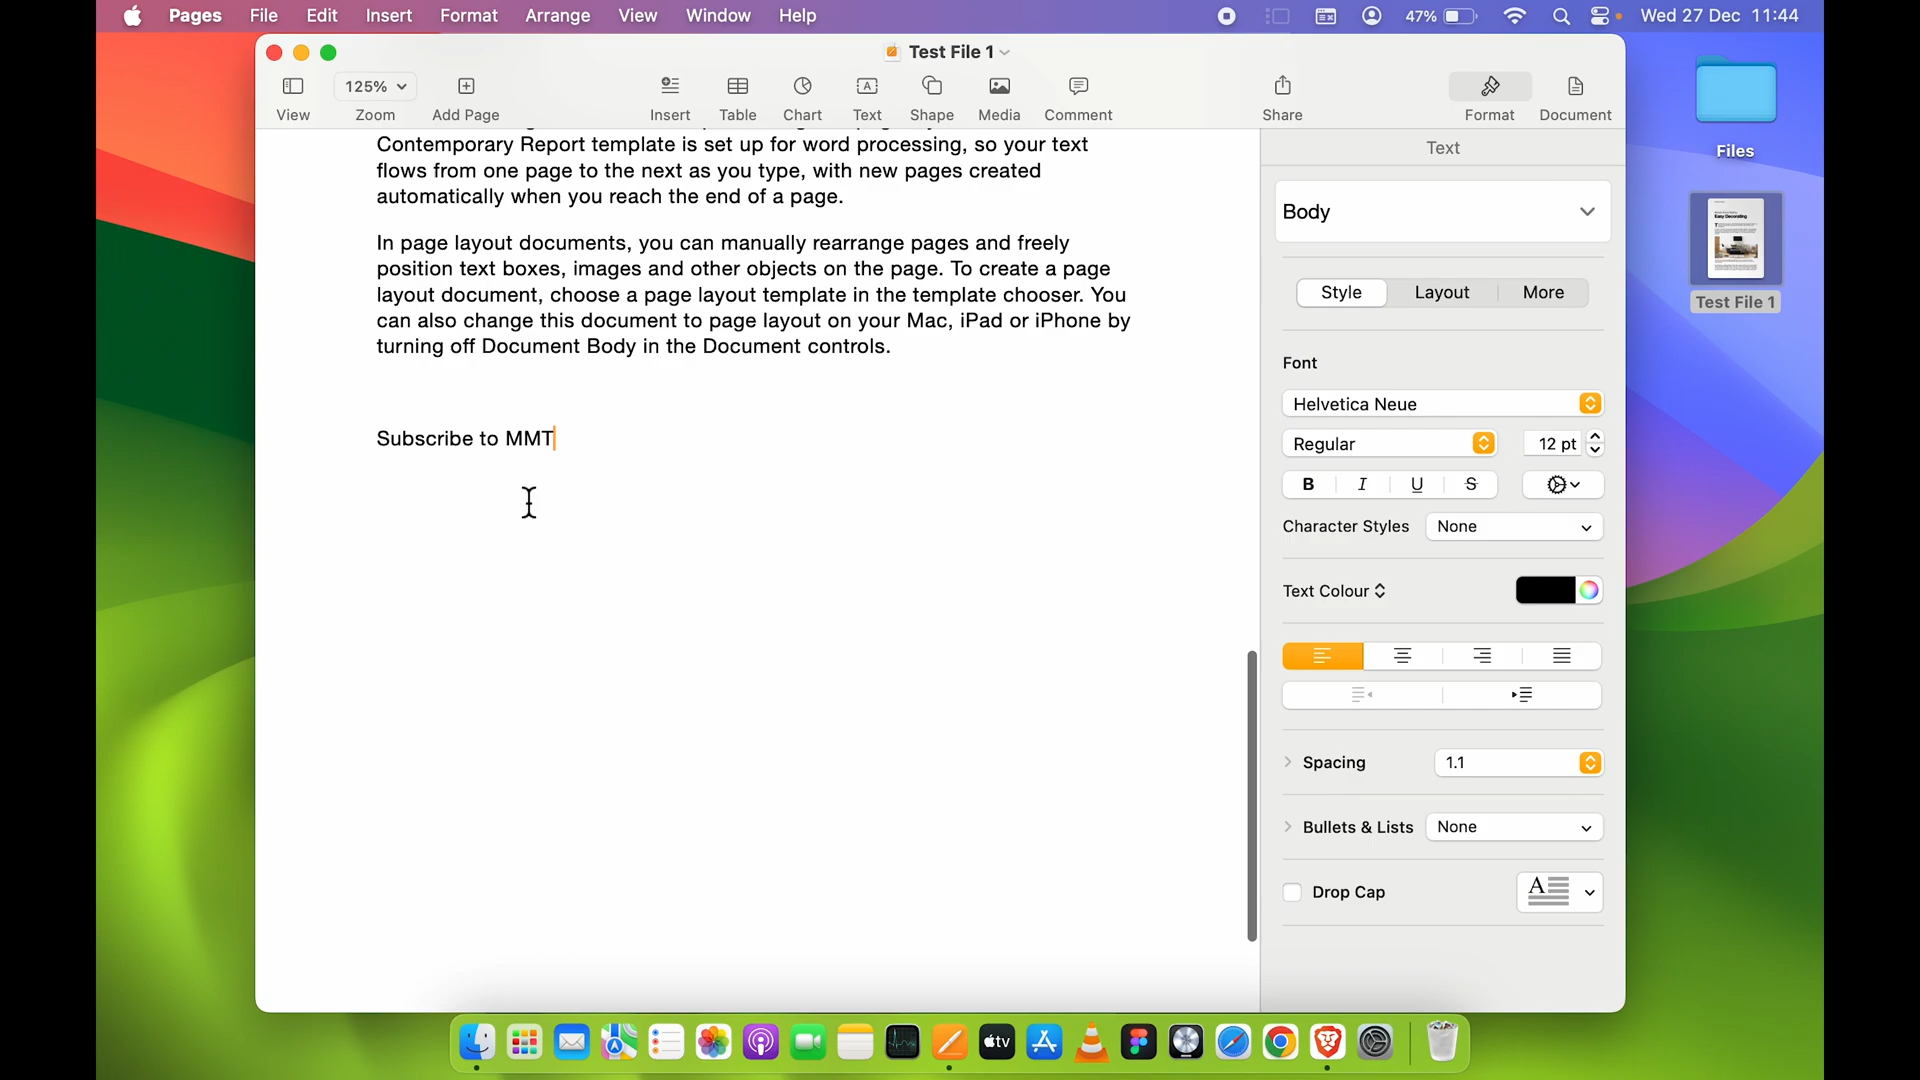 Pages File Edit Insert Format Arrange View Window Help
47% Wed 27 Dec 11:44
Test File 1
125%
View Zoom Add Page Insert Table Chart Text Shape Media Comment Share Format Document
Contemporary Report template is set up for word processing, so your text
flows from one page to the next as you type, with new pages created
automatically when you reach the end of a page.
In page layout documents, you can manually rearrange pages and freely
position text boxes, images and other objects on the page. To create a page
layout document, choose a page layout template in the template chooser. You
can also change this document to page layout on your Mac, iPad or iPhone by
turning off Document Body in the Document controls.
Subscribe to MMT
Text
Body
Style Layout More
Font
Helvetica Neue
Regular 12 pt
B I U S
Character Styles None
Text Colour
Spacing 1.1
Bullets & Lists None
Drop Cap A
Files
Easy Decorating
Test File 1
tv